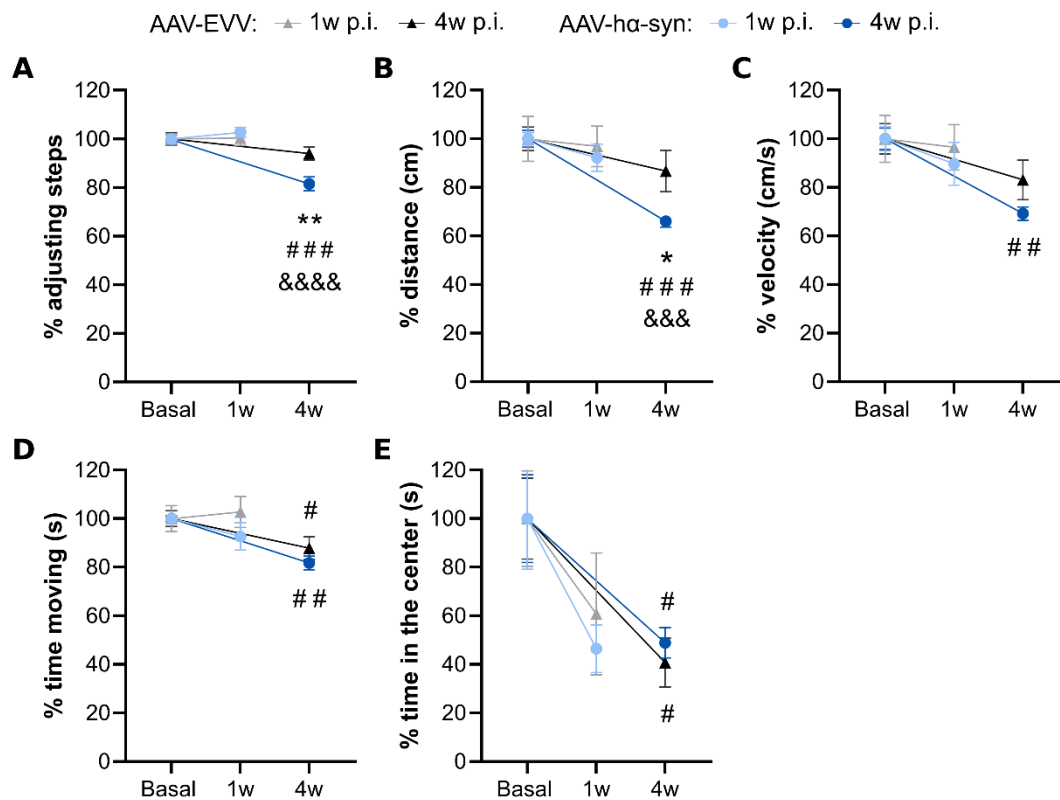 AAV-EVV: 1w p.i. 4w p.i. AAV-hα-syn: 1w p.i. 4w p.i.
A
% adjusting steps
120
100
80
60
40
20
0
Basal 1w 4w
**
###
&&&&
B
% distance (cm)
120
100
80
60
40
20
0
Basal 1w 4w
*
###
&&&
C
% velocity (cm/s)
120
100
80
60
40
20
0
Basal 1w 4w
##
D
% time moving (s)
120
100
80
60
40
20
0
Basal 1w 4w
#
##
E
% time in the center (s)
120
100
80
60
40
20
0
Basal 1w 4w
#
#